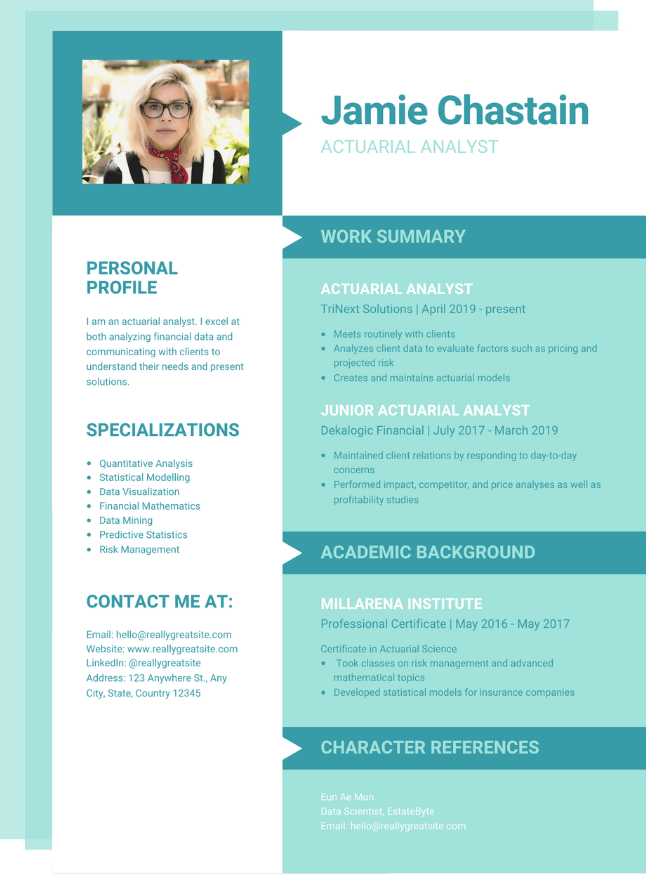 Jamie Chastain
ACTUARIAL ANALYST
PERSONAL
PROFILE
I am an actuarial analyst. I excel at
both analyzing financial data and
communicating with clients to
understand their needs and present
solutions.
SPECIALIZATIONS
• Quantitative Analysis
• Statistical Modelling
• Data Visualization
• Financial Mathematics
• Data Mining
• Predictive Statistics
• Risk Management
CONTACT ME AT:
Email: hello@reallygreatsite.com
Website: www.reallygreatsite.com
LinkedIn: @reallygreatsite
Address: 123 Anywhere St., Any
City, State, Country 12345
WORK SUMMARY
ACTUARIAL ANALYST
TriNext Solutions | April 2019 - present
• Meets routinely with clients
• Analyzes client data to evaluate factors such as pricing and
projected risk
• Creates and maintains actuarial models
JUNIOR ACTUARIAL ANALYST
Dekalogic Financial | July 2017 - March 2019
• Maintained client relations by responding to day-to-day
concerns
• Performed impact, competitor, and price analyses as well as
profitability studies
ACADEMIC BACKGROUND
MILLARENA INSTITUTE
Professional Certificate | May 2016 - May 2017
Certificate in Actuarial Science
• Took classes on risk management and advanced
mathematical topics
• Developed statistical models for insurance companies
CHARACTER REFERENCES
Eun Ae Mun
Data Scientist, EstateByte
Email: hello@reallygreatsite.com